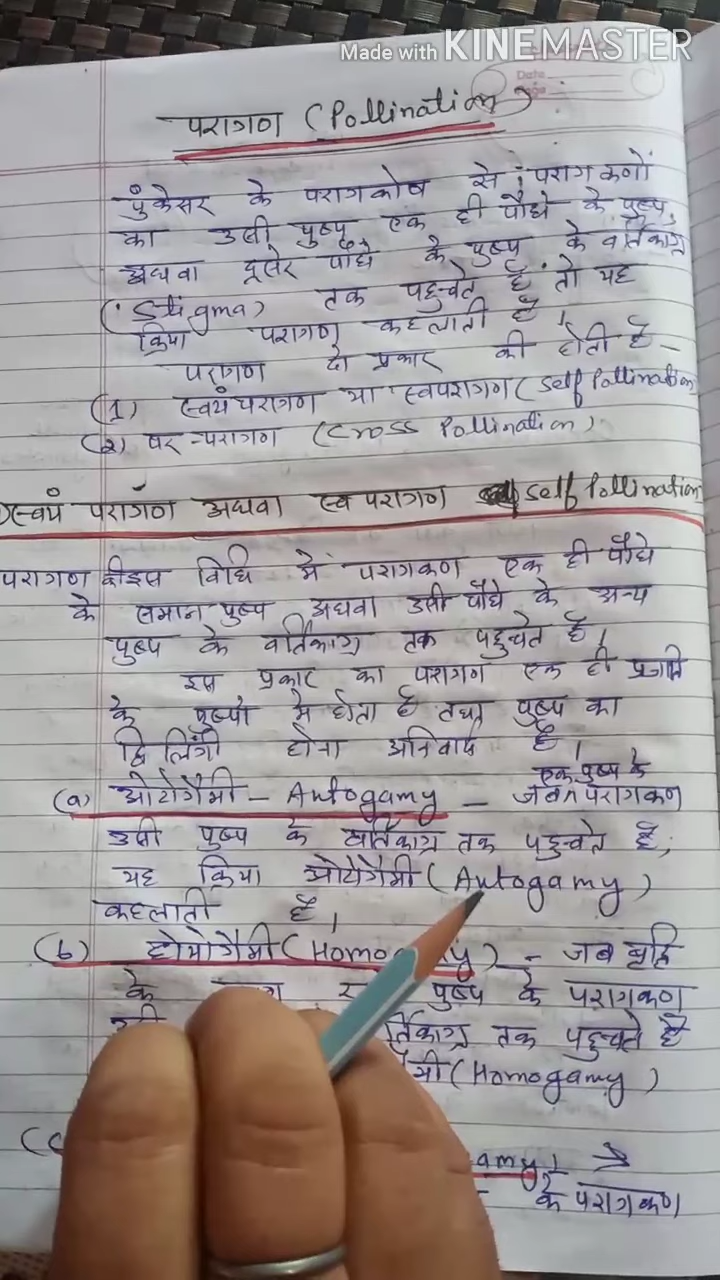 Made with KINEMASTER
Date
परागण (Pollination)
पुंकेसर के परागकोष से परागकणों
का उसी पुष्प एक ही पौधे के पुष्प,
अथवा दूसरे पौधे के पुष्प के वर्तिकाग्र
(Stigma) तक पहुचते है तो यह
क्रिया परागण कहलाती है।
परागण दो प्रकार की होती है –
(1) स्वयं परागण या स्वपरागण (Self Pollination)
(2) पर-परागण (Cross Pollination)
स्वयं परागण अथवा स्व परागण Self Pollination
परागण की इस विधि में परागकण एक ही पौधे
के समान पुष्प अथवा उसी पौधे के अन्य
पुष्प के वर्तिकाग्र तक पहुचते है।
इस प्रकार का परागण एक ही प्रजाति
के पुष्पों मे होता है तथा पुष्प का
द्विलिंगी होना अनिवार्य है।
एक पुष्प के
(a) ओटोगैमी – Autogamy – जब परागकण
उसी पुष्प के वर्तिकाग्र तक पहुचते है,
यह क्रिया ओटोगैमी (Autogamy)
कहलाती है।
(b) होमोगैमी (Homogamy) – जब
के पुष्प के परागकण
तक पहुचते है
(Homogamy)
(c
के परागकण